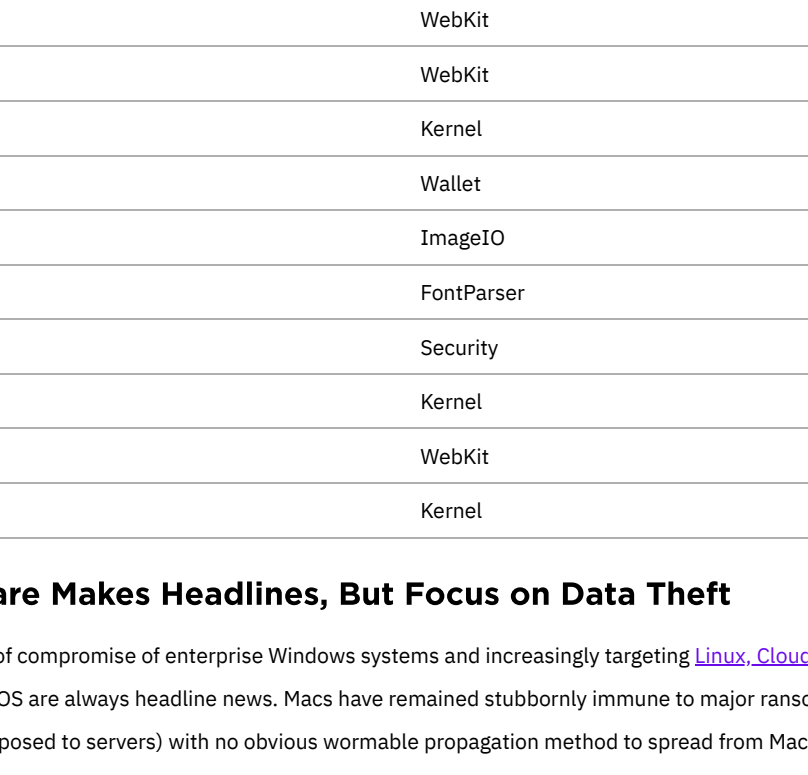 WebKit
WebKit
Kernel
Wallet
ImageIO
FontParser
Security
Kernel
WebKit
Kernel
are Makes Headlines, But Focus on Data Theft
of compromise of enterprise Windows systems and increasingly targeting Linux, Cloud
OS are always headline news. Macs have remained stubbornly immune to major ranso
posed to servers) with no obvious wormable propagation method to spread from Mac